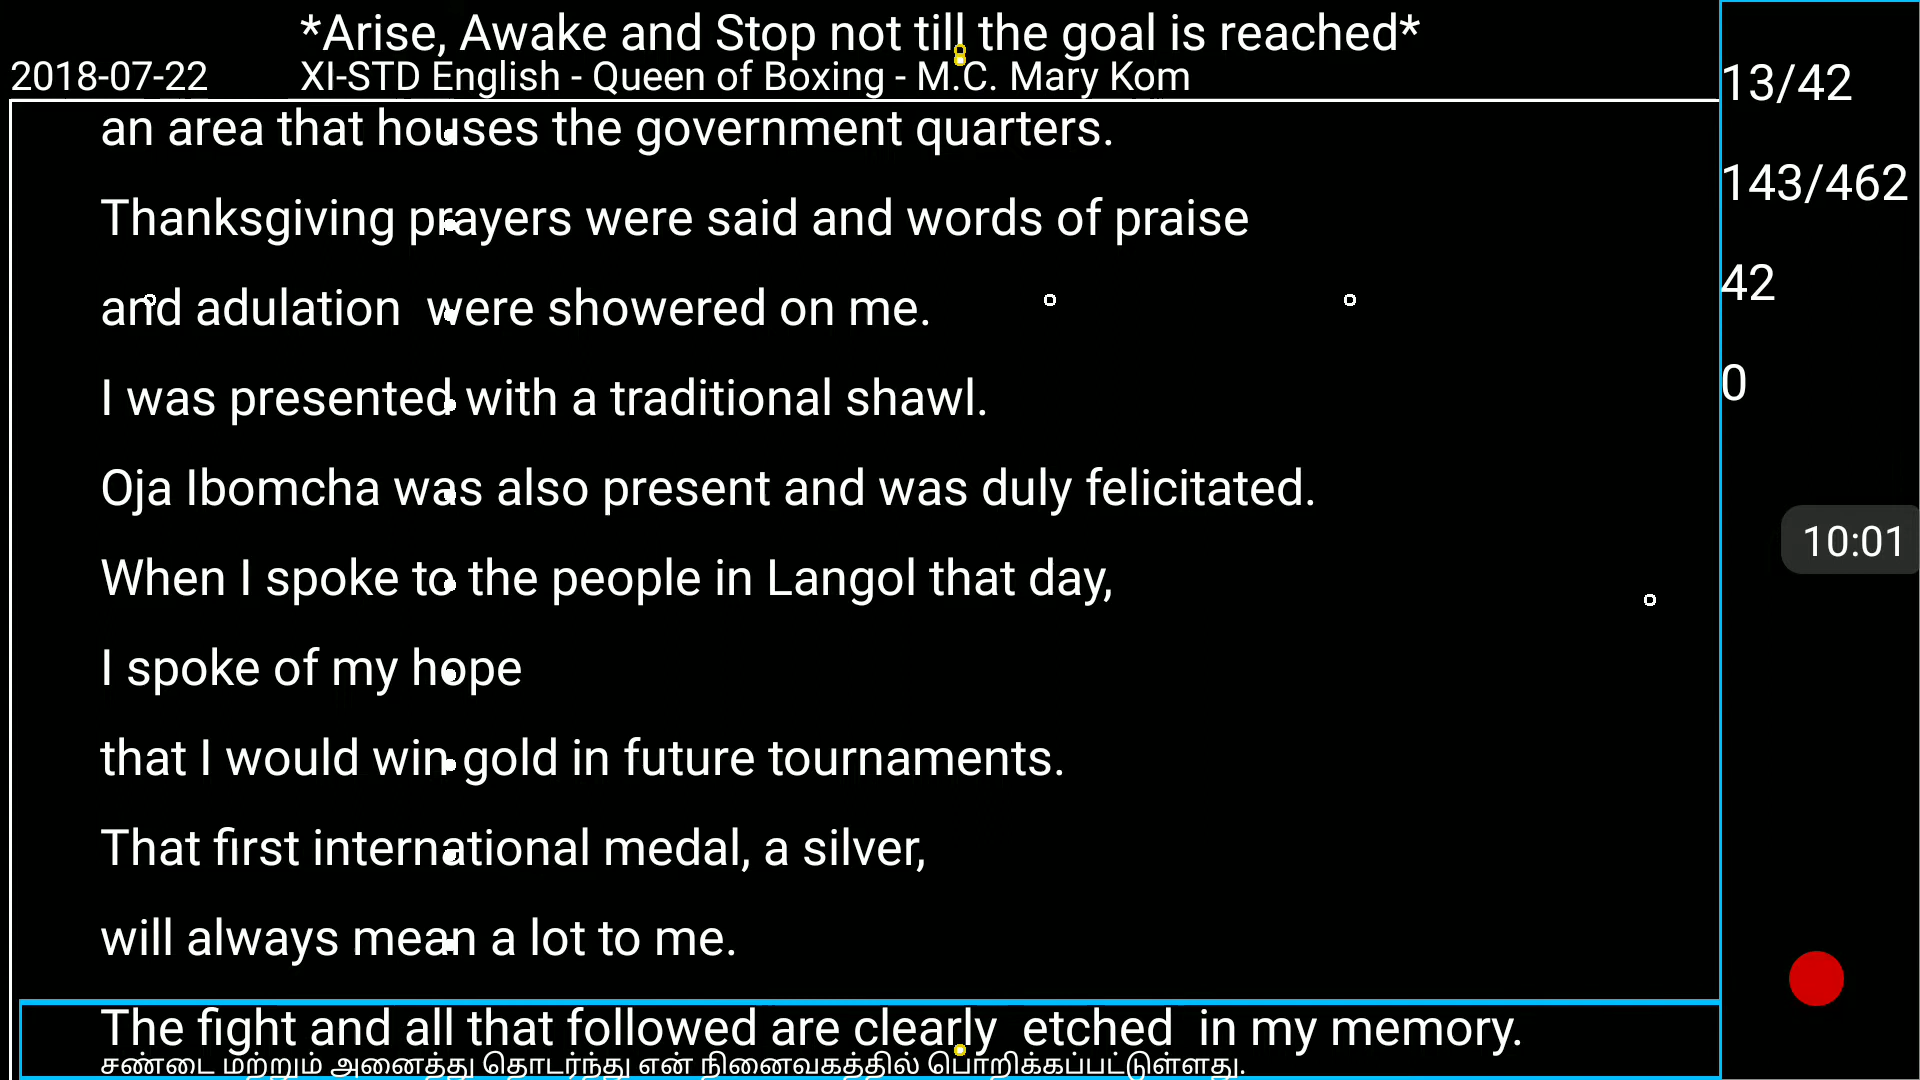 *Arise, Awake and Stop not till the goal is reached*
2018-07-22 XI-STD English - Queen of Boxing - M.C. Mary Kom
13/42
an area that houses the government quarters.
143/462
Thanksgiving prayers were said and words of praise
42
and adulation were showered on me.
0
I was presented with a traditional shawl.
Oja Ibomcha was also present and was duly felicitated.
10:01
When I spoke to the people in Langol that day,
I spoke of my hope
that I would win gold in future tournaments.
That first international medal, a silver,
will always mean a lot to me.
The fight and all that followed are clearly etched in my memory.
சண்டை மற்றும் அனைத்து தொடர்ந்து என் நினைவகத்தில் பொறிக்கப்பட்டுள்ளது.